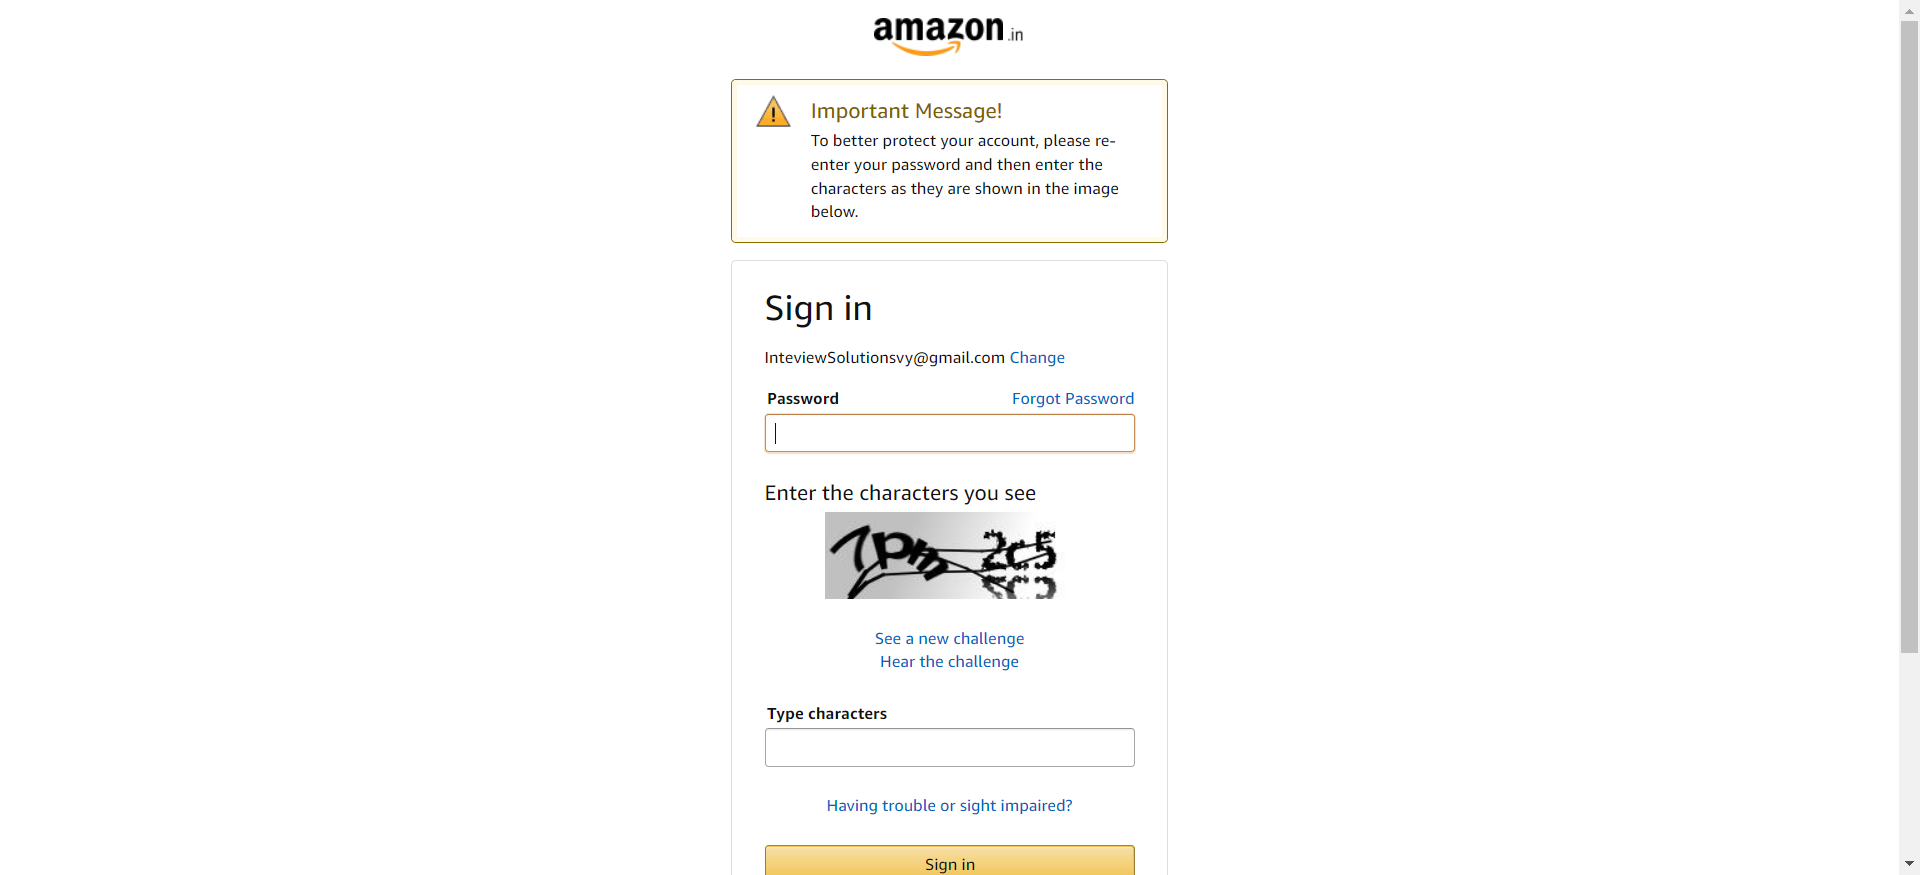 amazon.in
Important Message!
To better protect your account, please re-
enter your password and then enter the
characters as they are shown in the image
below.
Sign in
InteviewSolutionsvy@gmail.com Change
Password Forgot Password
Enter the characters you see
See a new challenge
Hear the challenge
Type characters
Having trouble or sight impaired?
Sign in